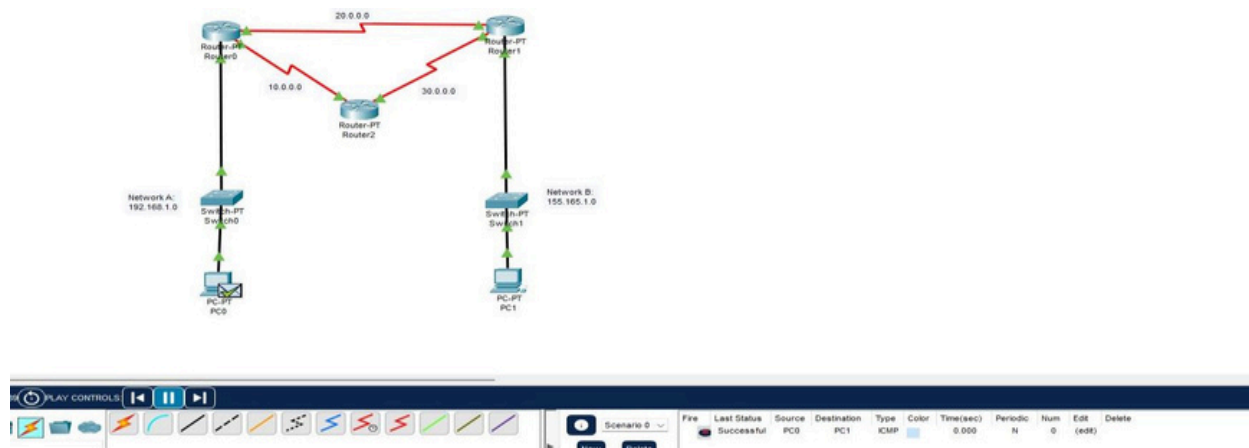 20.0.0.0
Router-PT
Router0
Router-PT
Router1
10.0.0.0
30.0.0.0
Router-PT
Router2
Network A:
192.168.1.0
Network B:
155.165.1.0
Switch-PT
Switch0
Switch-PT
Switch1
PC-PT
PC0
PC-PT
PC1
PLAY CONTROLS:
Scenario 0
Fire Last Status Source Destination Type Color Time(sec) Periodic Num Edit Delete
Successful PC0 PC1 ICMP 0.000 N 0 (edit)
New Delete